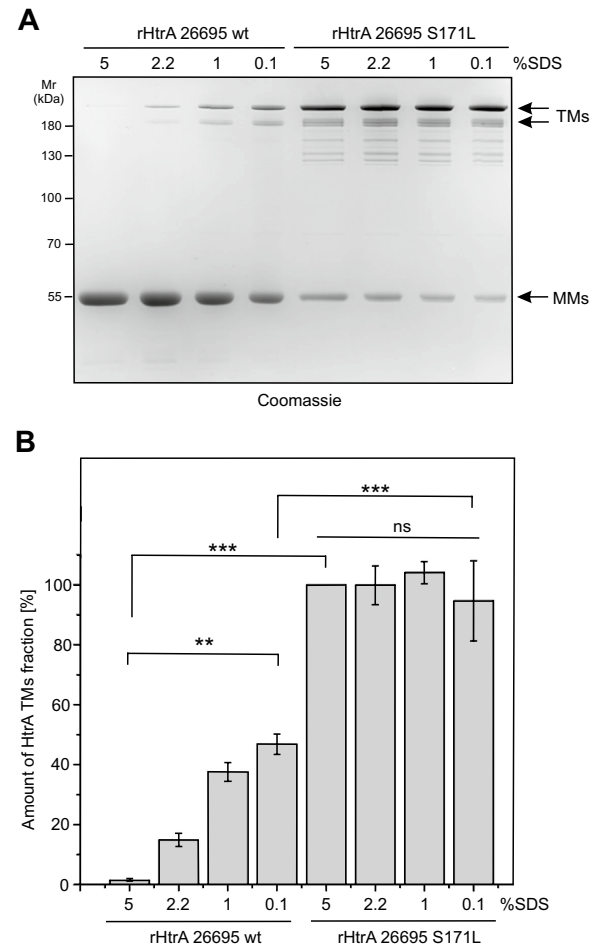 A
rHtrA 26695 wt rHtrA 26695 S171L
5 2.2 1 0.1 5 2.2 1 0.1 %SDS
Mr
(kDa)
180
130
100
70
55
TMs
MMs
Coomassie
B
Amount of HtrA TMs fraction [%]
100
80
60
40
20
0
***
ns
***
**
5 2.2 1 0.1 5 2.2 1 0.1 %SDS
rHtrA 26695 wt rHtrA 26695 S171L